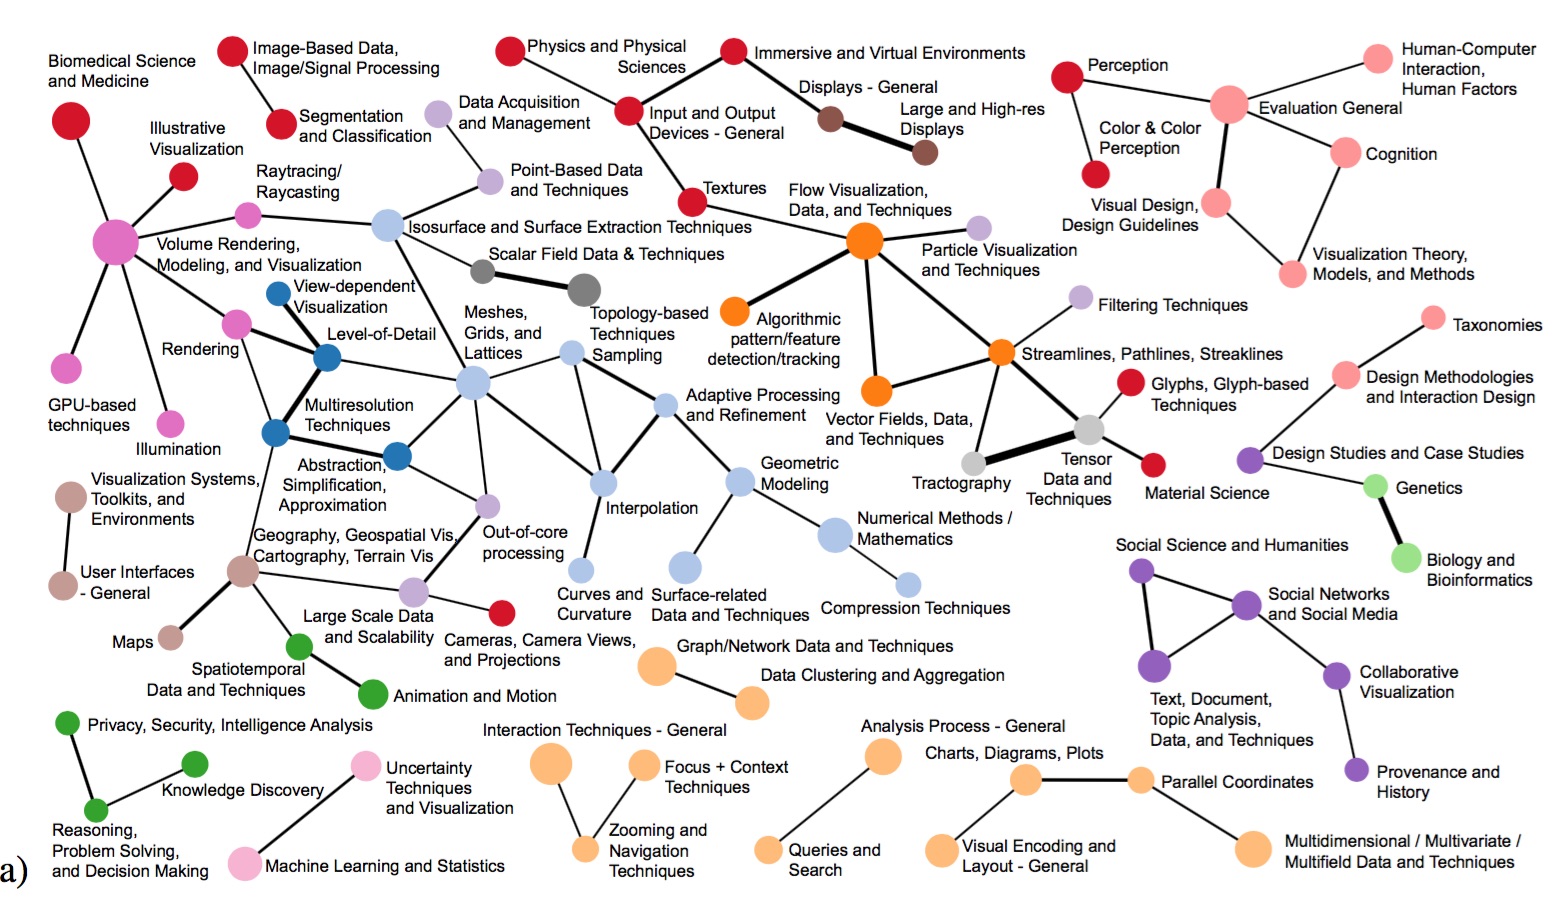 Biomedical Science
and Medicine
Image-Based Data,
Image/Signal Processing
Segmentation
and Classification
Illustrative
Visualization
Physics and Physical
Sciences
Immersive and Virtual Environments
Displays - General
Large and High-res
Displays
Input and Output
Devices - General
Data Acquisition
and Management
Point-Based Data
and Techniques
Raytracing/
Raycasting
Textures
Flow Visualization,
Data, and Techniques
Perception
Human-Computer
Interaction,
Human Factors
Evaluation General
Color & Color
Perception
Cognition
Visual Design,
Design Guidelines
Visualization Theory,
Models, and Methods
Isosurface and Surface Extraction Techniques
Volume Rendering,
Modeling, and Visualization
Scalar Field Data & Techniques
Particle Visualization
and Techniques
View-dependent
Visualization
Level-of-Detail
Rendering
Meshes,
Grids, and
Lattices
Topology-based
Techniques
Sampling
Algorithmic
pattern/feature
detection/tracking
Filtering Techniques
Streamlines, Pathlines, Streaklines
Taxonomies
Design Methodologies
and Interaction Design
Glyphs, Glyph-based
Techniques
GPU-based
techniques
Illumination
Multiresolution
Techniques
Adaptive Processing
and Refinement
Vector Fields, Data,
and Techniques
Abstraction,
Simplification,
Approximation
Geometric
Modeling
Tractography
Tensor
Data and
Techniques
Material Science
Design Studies and Case Studies
Genetics
Biology and
Bioinformatics
Visualization Systems,
Toolkits, and
Environments
User Interfaces
- General
Geography, Geospatial Vis,
Cartography, Terrain Vis
Out-of-core
processing
Interpolation
Numerical Methods /
Mathematics
Curves and
Curvature
Surface-related
Data and Techniques
Compression Techniques
Social Science and Humanities
Social Networks
and Social Media
Maps
Large Scale Data
and Scalability
Cameras, Camera Views,
and Projections
Spatiotemporal
Data and Techniques
Animation and Motion
Graph/Network Data and Techniques
Data Clustering and Aggregation
Text, Document,
Topic Analysis,
Data, and Techniques
Collaborative
Visualization
Provenance and
History
Privacy, Security, Intelligence Analysis
Knowledge Discovery
Reasoning,
Problem Solving,
and Decision Making
Uncertainty
Techniques
and Visualization
Machine Learning and Statistics
Interaction Techniques - General
Focus + Context
Techniques
Zooming and
Navigation
Techniques
Analysis Process - General
Queries and
Search
Charts, Diagrams, Plots
Parallel Coordinates
Visual Encoding and
Layout - General
Multidimensional / Multivariate /
Multifield Data and Techniques
a)